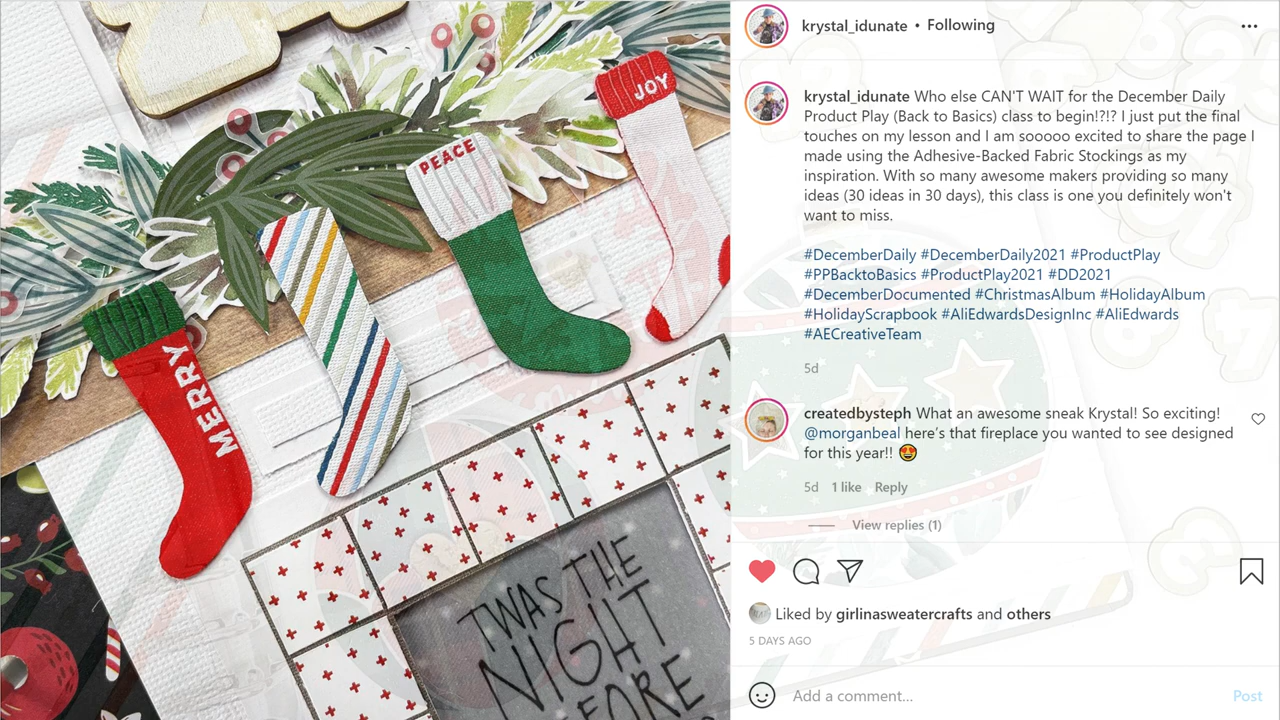 JOY
PEACE
MERRY
'TWAS THE
NIGHT
krystal_idunate • Following
krystal_idunate Who else CAN'T WAIT for the December Daily
Product Play (Back to Basics) class to begin!?!? I just put the final
touches on my lesson and I am sooooo excited to share the page I
made using the Adhesive-Backed Fabric Stockings as my
inspiration. With so many awesome makers providing so many
ideas (30 ideas in 30 days), this class is one you definitely won't
want to miss.
#DecemberDaily #DecemberDaily2021 #ProductPlay
#PPBacktoBasics #ProductPlay2021 #DD2021
#DecemberDocumented #ChristmasAlbum #HolidayAlbum
#HolidayScrapbook #AliEdwardsDesignInc #AliEdwards
#AECreativeTeam
5d
createdbysteph What an awesome sneak Krystal! So exciting!
@morganbeal here's that fireplace you wanted to see designed
for this year!! 😍
5d 1 like Reply
View replies (1)
Liked by girlinasweatercrafts and others
5 DAYS AGO
Add a comment... Post